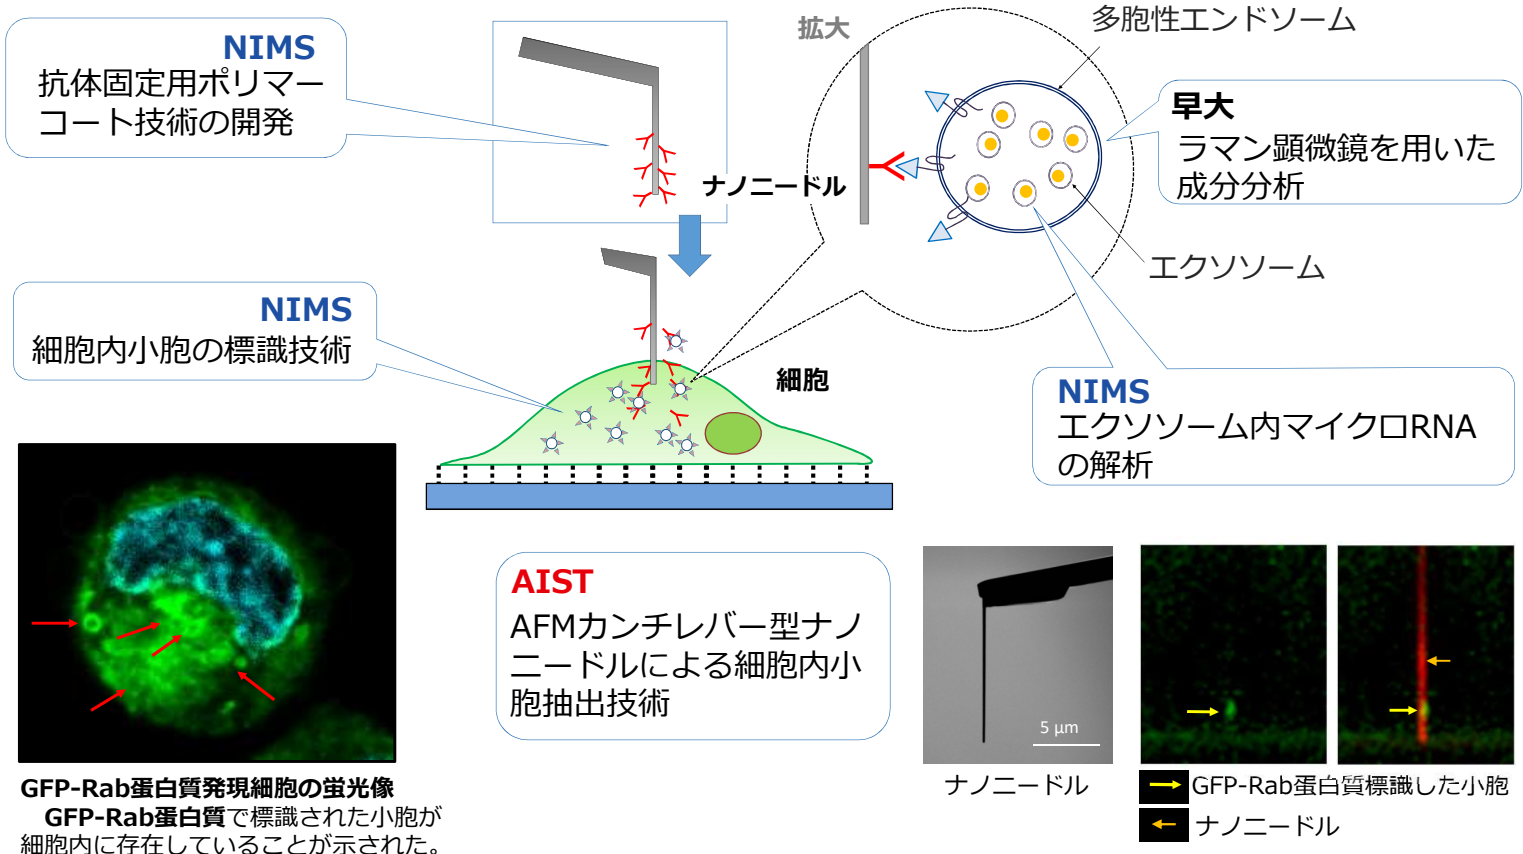 NIMS
抗体固定用ポリマー
コート技術の開発
拡大
多胞性エンドソーム
早大
ラマン顕微鏡を用いた
成分分析
ナノニードル
エクソソーム
NIMS
細胞内小胞の標識技術
細胞
NIMS
エクソソーム内マイクロRNA
の解析
AIST
AFMカンチレバー型ナノ
ニードルによる細胞内小
胞抽出技術
5 μm
ナノニードル
GFP-Rab蛋白質標識した小胞
ナノニードル
GFP-Rab蛋白質発現細胞の蛍光像
GFP-Rab蛋白質で標識された小胞が
細胞内に存在していることが示された。